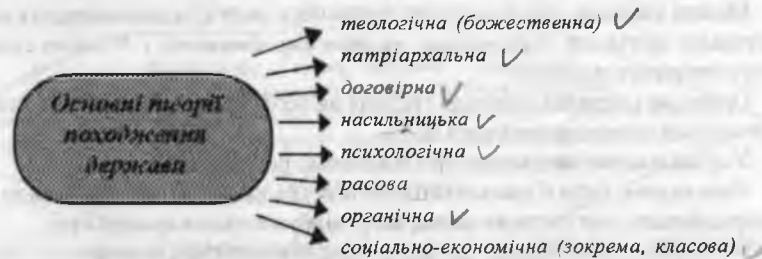 Основні теорії
походження
держави
теологічна (божественна)
патріархальна
договірна
насильницька
психологічна
расова
органічна
соціально-економічна (зокрема, класова)